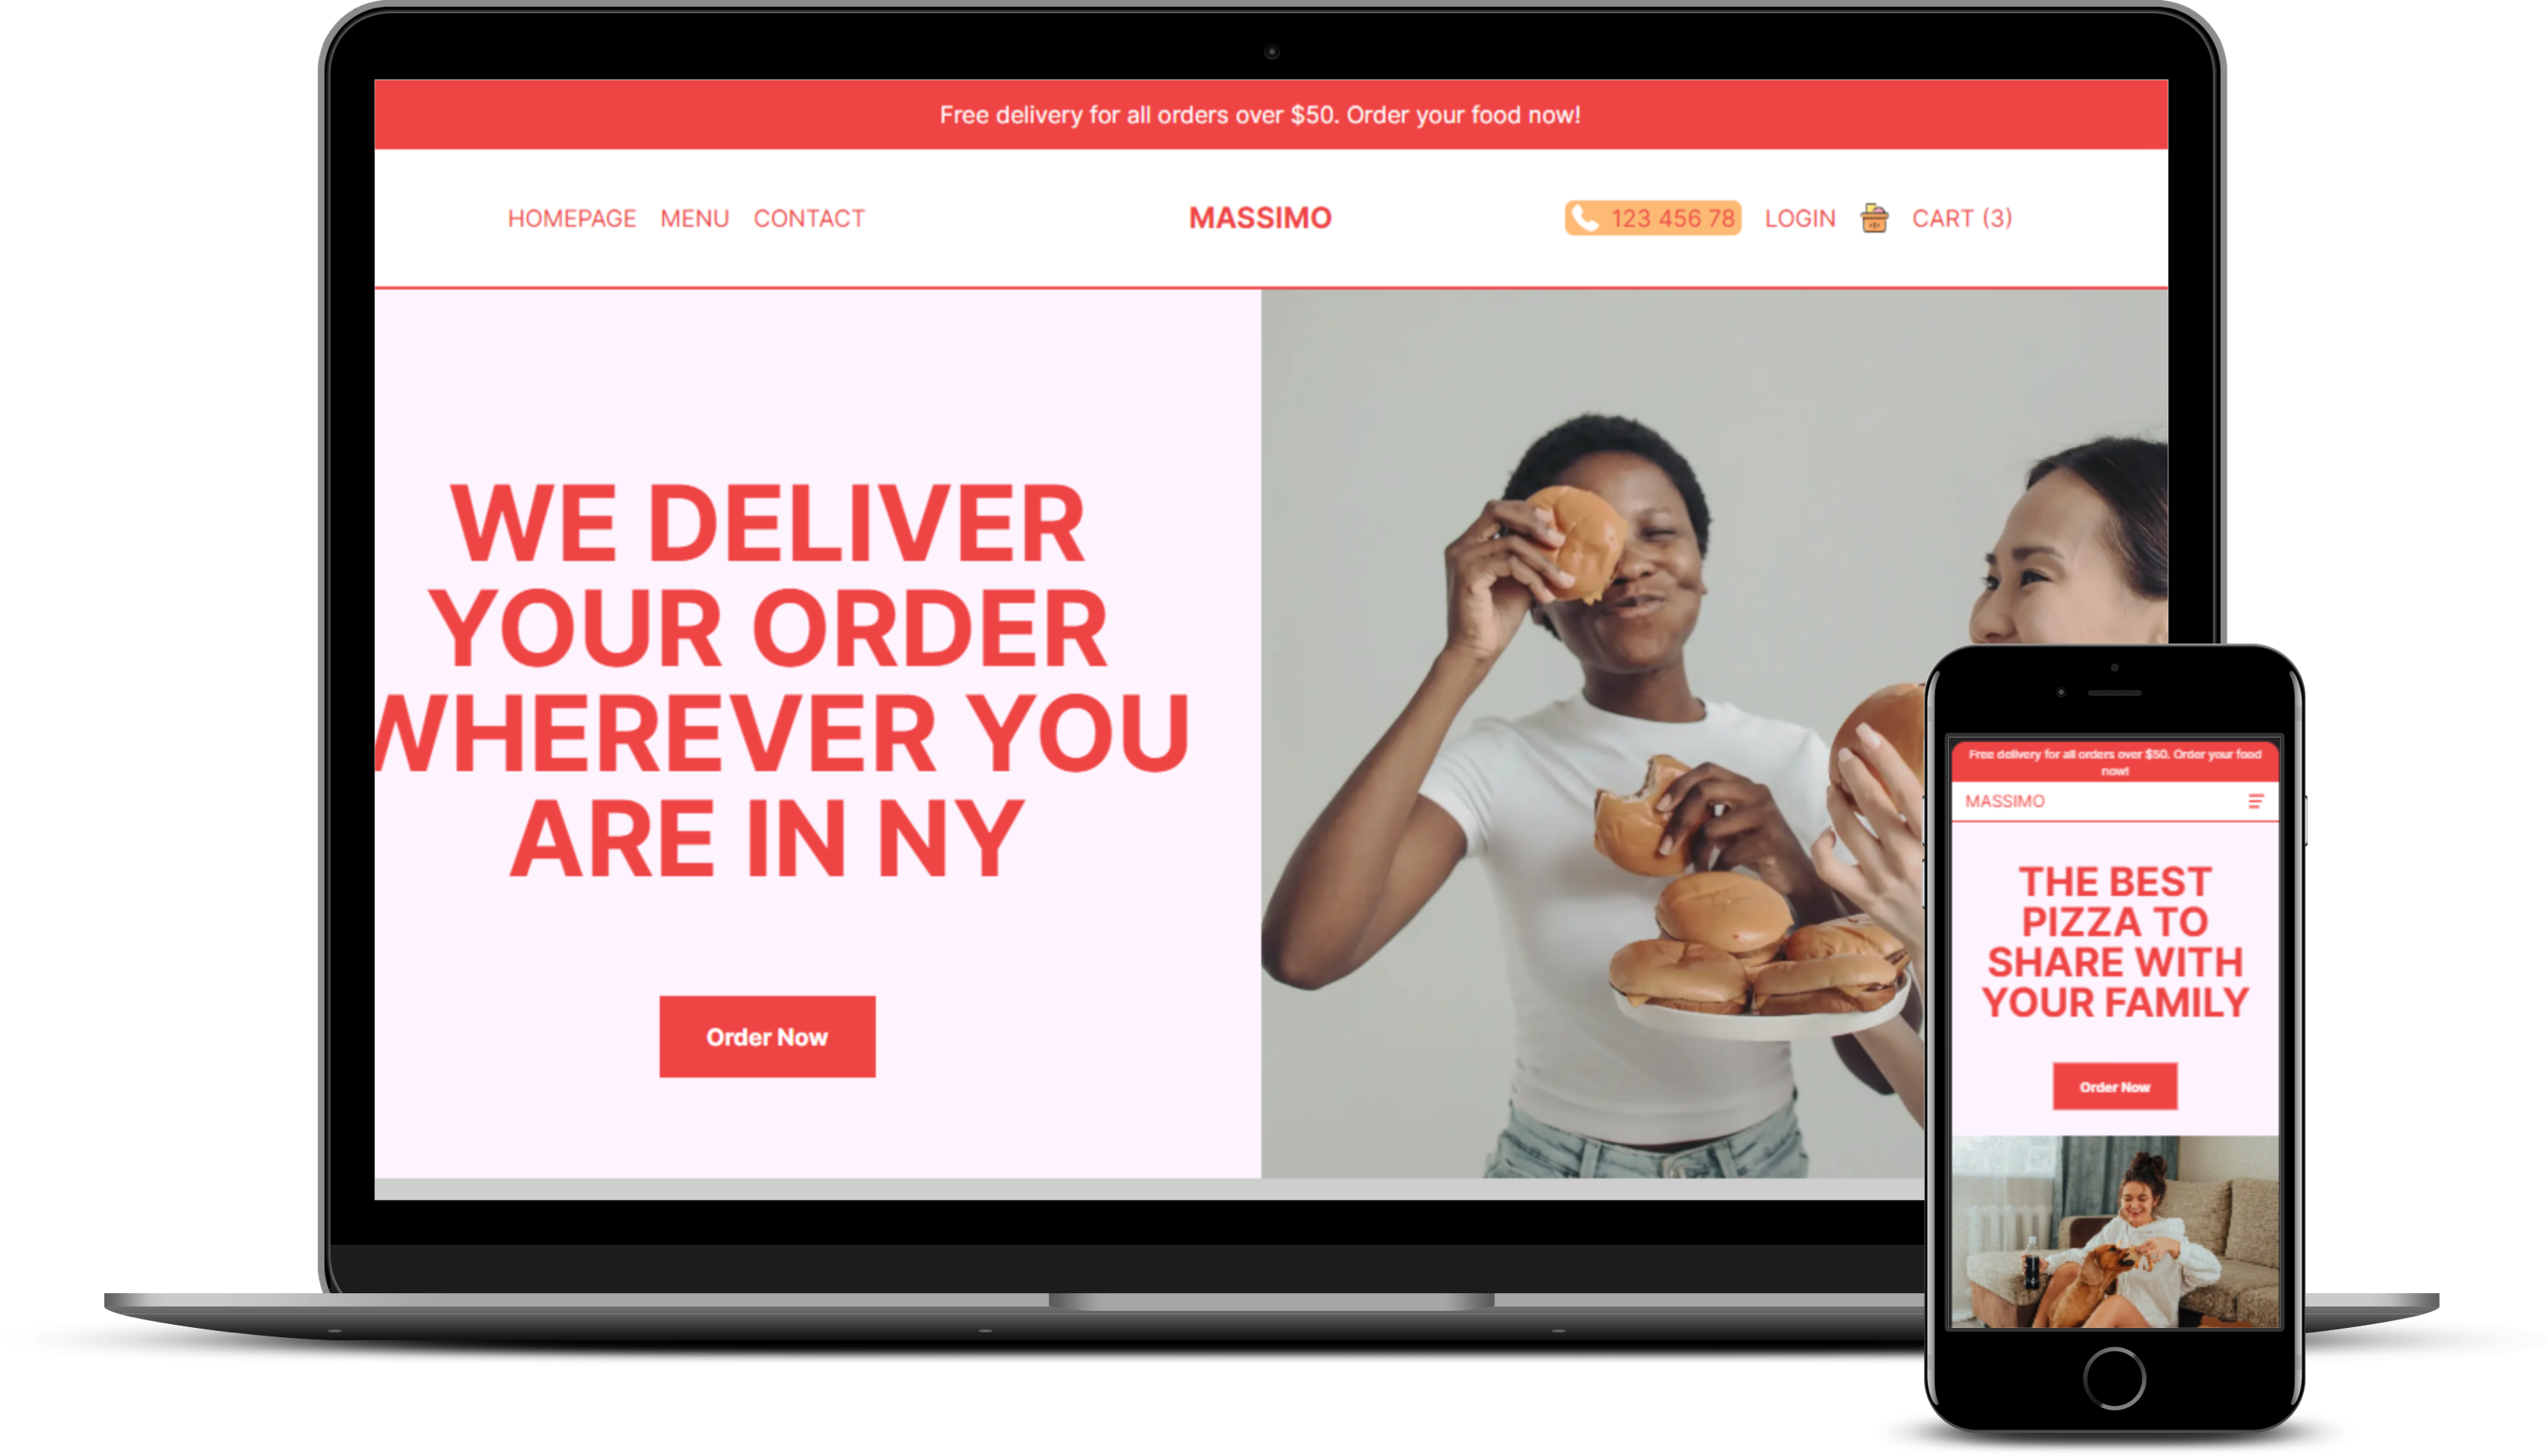 Free delivery for all orders over $50. Order your food now!
HOMEPAGE MENU CONTACT
MASSIMO
123 456 78 LOGIN CART (3)
WE DELIVER
YOUR ORDER
WHEREVER YOU
ARE IN NY
Order Now
Free delivery for all orders over $50. Order your food
now!
MASSIMO
THE BEST
PIZZA TO
SHARE WITH
YOUR FAMILY
Order Now